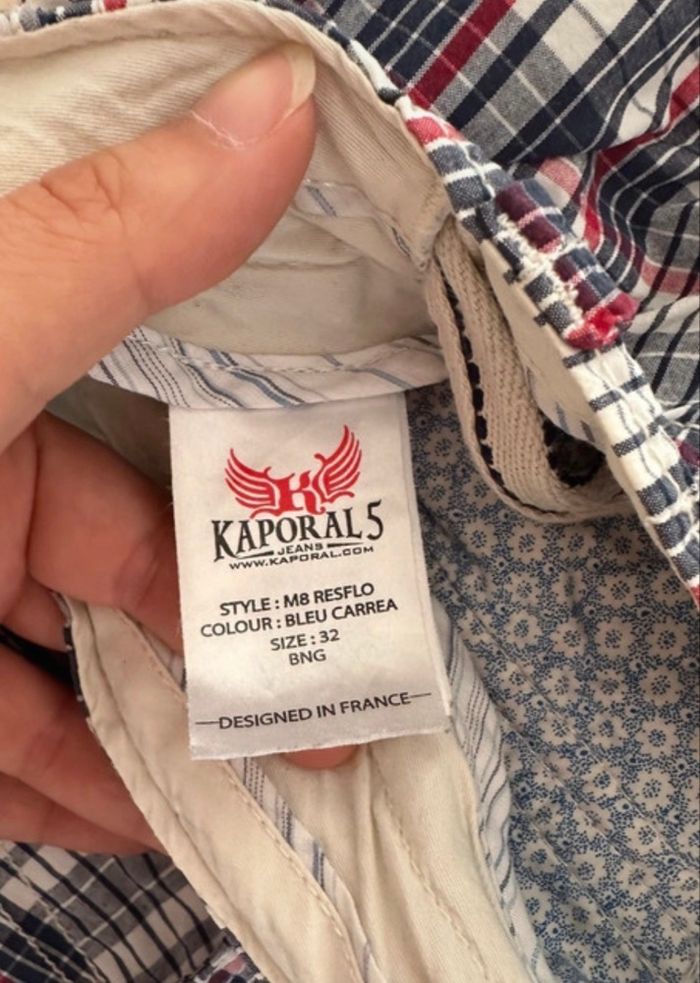 K
KAPORAL 5
JEANS
WWW.KAPORAL.COM
STYLE : M8 RESFLO
COLOUR : BLEU CARREA
SIZE : 32
BNG
DESIGNED IN FRANCE